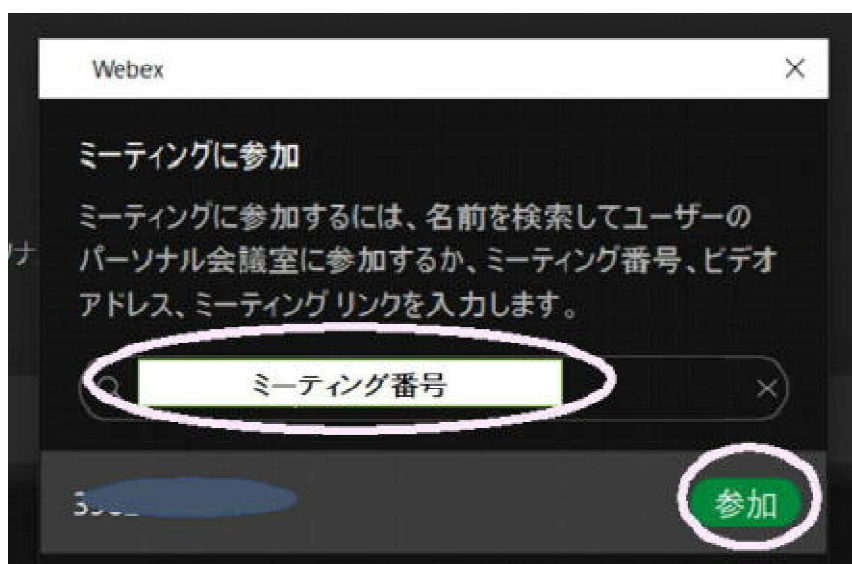 Webex
ミーティングに参加
ミーティングに参加するには、名前を検索してユーザーの
パーソナル会議室に参加するか、ミーティング番号、ビデオ
アドレス、ミーティング リンクを入力します。
ミーティング番号
参加